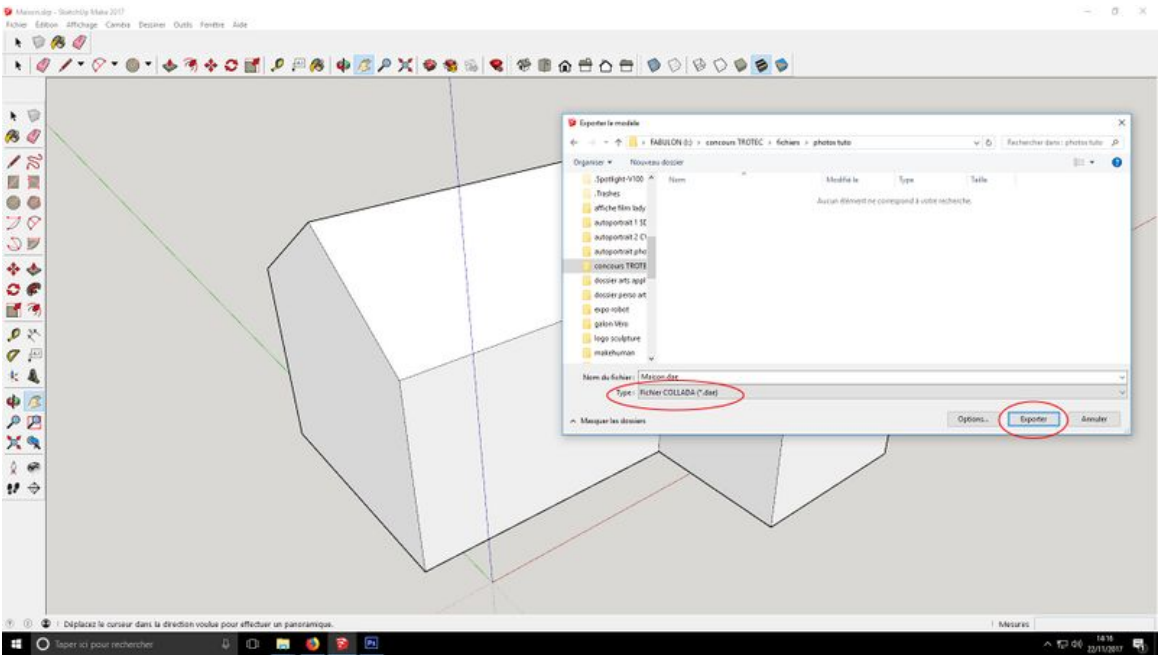 Maison.skp - SketchUp Make 2017
Fichier Edition Affichage Caméra Dessiner Outils Fenêtre Aide
Exporter le modèle
FABULON (I:) › concours TROTEC › fichiers › photos tuto
Rechercher dans : photos tuto
Organiser
Nouveau dossier
Nom
Modifié le
Type
Taille
Aucun élément ne correspond à votre recherche.
.Spotlight-V100
.Trashes
affiche film lady
autoportrait 1 SD
autoportrait 2 CV
autoportrait pho
concours TROTE
dossier arts appl
dossier perso art
expo robot
galon Miro
logo sculpture
makehuman
Nom du fichier : Maison.dae
Type : Fichier COLLADA (*.dae)
Masquer les dossiers
Options...
Exporter
Annuler
Déplacez le curseur dans la direction voulue pour effectuer un panoramique.
Mesures
Taper ici pour rechercher
Ps
14:16
22/11/2017